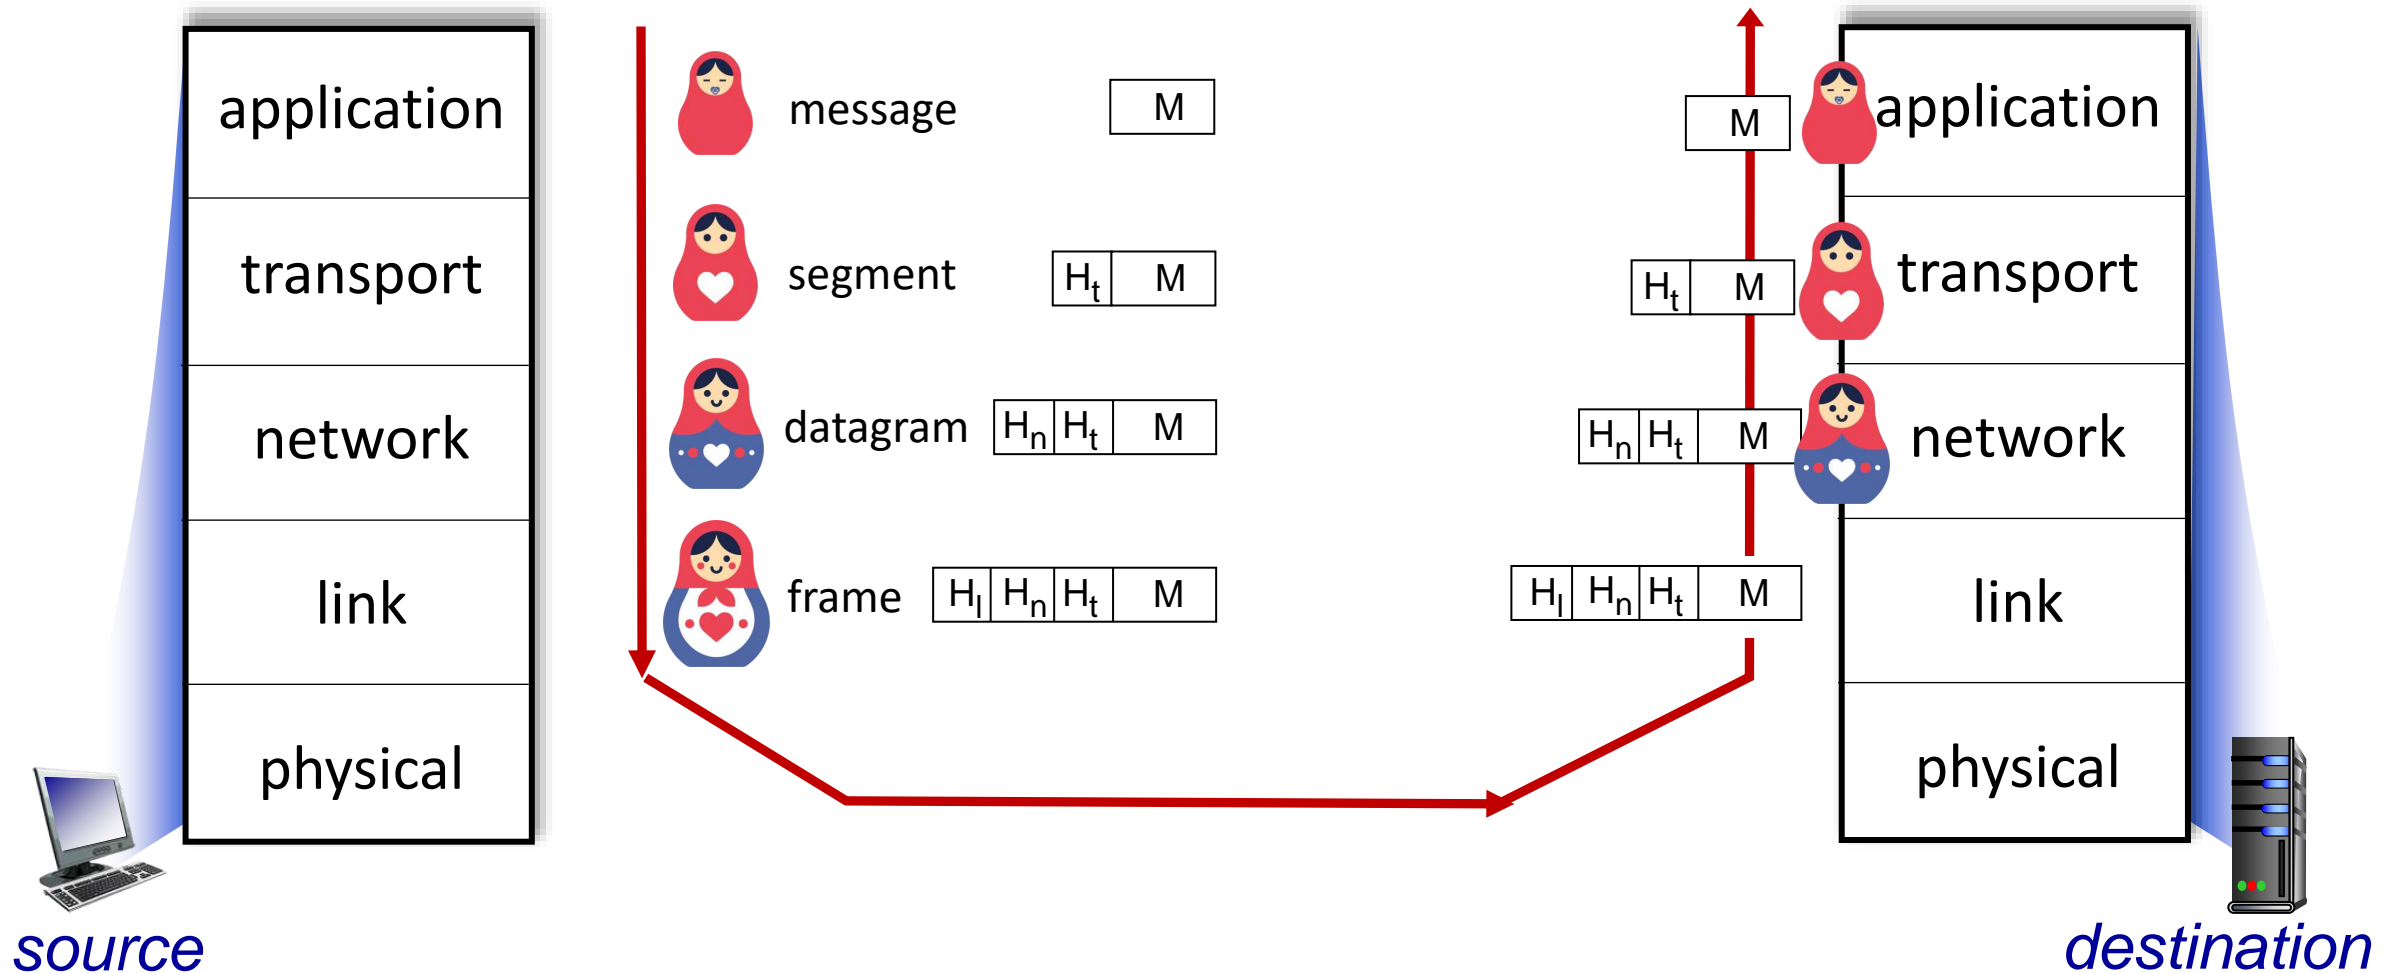 application
transport
network
link
physical
source
message M
segment Ht M
datagram Hn Ht M
frame Hl Hn Ht M
M
Ht M
Hn Ht M
Hl Hn Ht M
application
transport
network
link
physical
destination